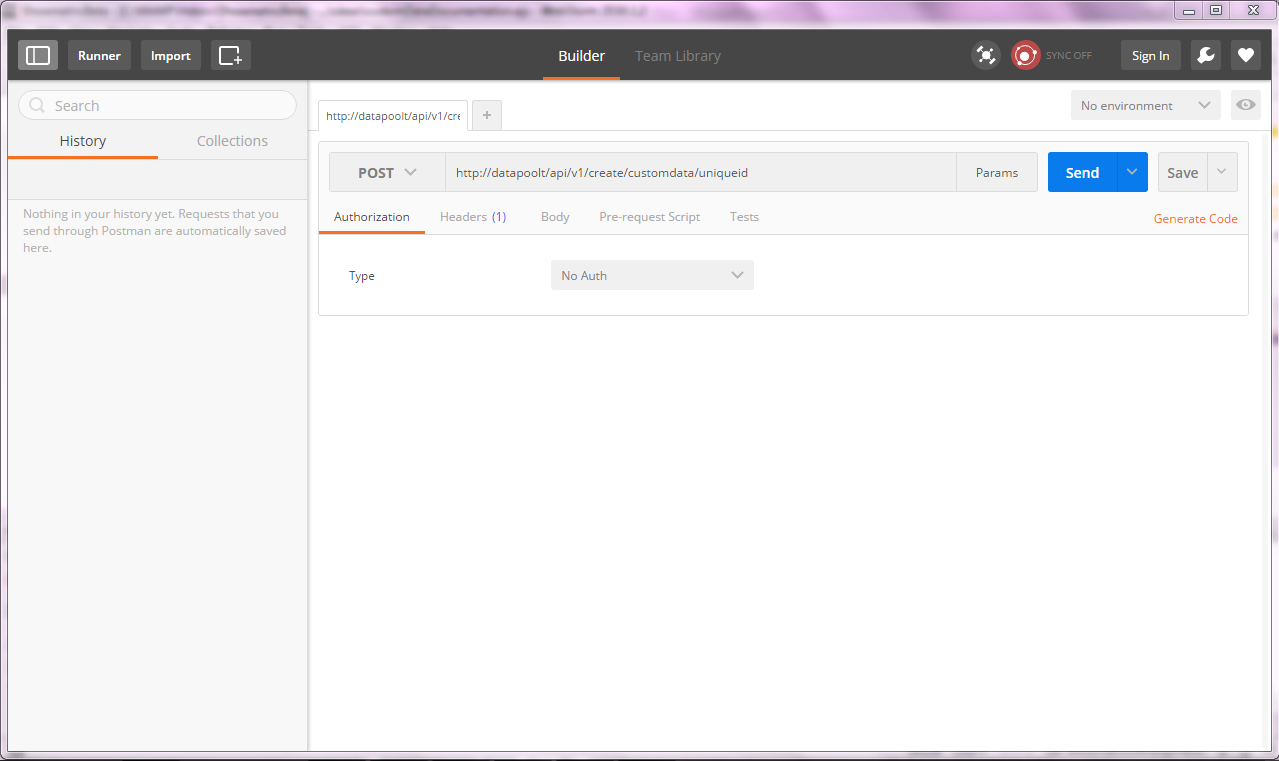 Runner
Import
Builder
Team Library
SYNC OFF
Sign In
Search
History
Collections
Nothing in your history yet. Requests that you
send through Postman are automatically saved
here.
http://datapoolt/api/v1/cre
+
No environment
POST
http://datapoolt/api/v1/create/customdata/uniqueid
Params
Send
Save
Authorization
Headers (1)
Body
Pre-request Script
Tests
Generate Code
Type
No Auth